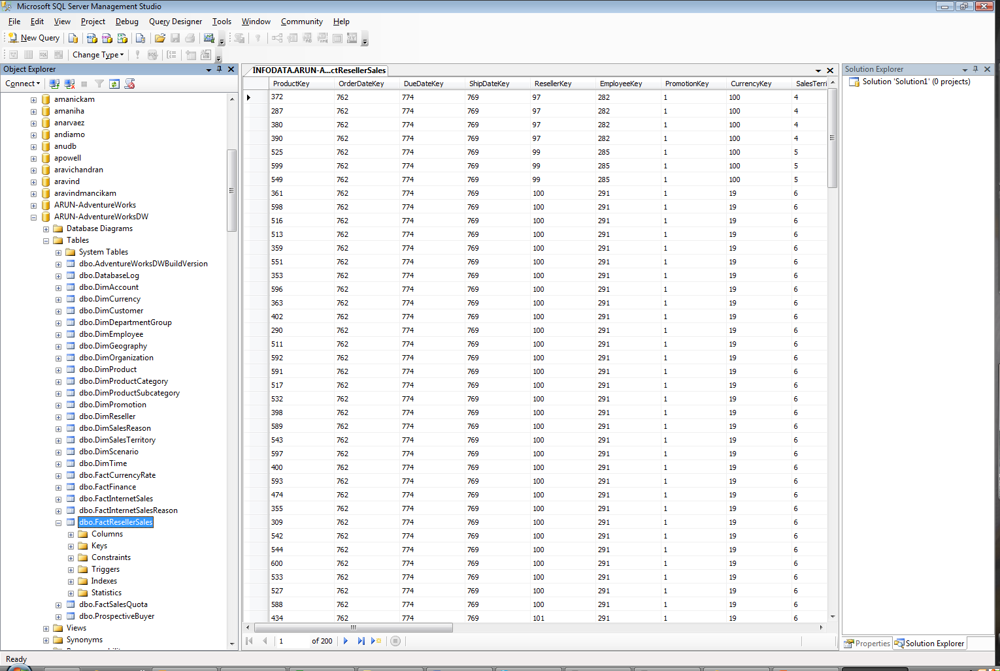 Microsoft SQL Server Management Studio
File Edit View Project Debug Query Designer Tools Window Community Help
New Query
Change Type
Object Explorer
Connect
amanickam
amaniha
anarvaez
andiamo
anudb
apowell
aravichandran
aravind
aravindmancikam
ARUN-AdventureWorks
ARUN-AdventureWorksDW
Database Diagrams
Tables
System Tables
dbo.AdventureWorksDWBuildVersion
dbo.DatabaseLog
dbo.DimAccount
dbo.DimCurrency
dbo.DimCustomer
dbo.DimDepartmentGroup
dbo.DimEmployee
dbo.DimGeography
dbo.DimOrganization
dbo.DimProduct
dbo.DimProductCategory
dbo.DimProductSubcategory
dbo.DimPromotion
dbo.DimReseller
dbo.DimSalesReason
dbo.DimSalesTerritory
dbo.DimScenario
dbo.DimTime
dbo.FactCurrencyRate
dbo.FactFinance
dbo.FactInternetSales
dbo.FactInternetSalesReason
dbo.FactResellerSales
Columns
Keys
Constraints
Triggers
Indexes
Statistics
dbo.FactSalesQuota
dbo.ProspectiveBuyer
Views
Synonyms
INFODATA.ARUN-A...ctResellerSales
ProductKey OrderDateKey DueDateKey ShipDateKey ResellerKey EmployeeKey PromotionKey CurrencyKey SalesTerri
372 762 774 769 97 282 1 100 4
287 762 774 769 97 282 1 100 4
380 762 774 769 97 282 1 100 4
390 762 774 769 97 282 1 100 4
525 762 774 769 99 285 1 100 5
599 762 774 769 99 285 1 100 5
549 762 774 769 99 285 1 100 5
361 762 774 769 100 291 1 19 6
598 762 774 769 100 291 1 19 6
516 762 774 769 100 291 1 19 6
513 762 774 769 100 291 1 19 6
359 762 774 769 100 291 1 19 6
551 762 774 769 100 291 1 19 6
353 762 774 769 100 291 1 19 6
596 762 774 769 100 291 1 19 6
363 762 774 769 100 291 1 19 6
402 762 774 769 100 291 1 19 6
290 762 774 769 100 291 1 19 6
511 762 774 769 100 291 1 19 6
592 762 774 769 100 291 1 19 6
591 762 774 769 100 291 1 19 6
517 762 774 769 100 291 1 19 6
532 762 774 769 100 291 1 19 6
398 762 774 769 100 291 1 19 6
589 762 774 769 100 291 1 19 6
543 762 774 769 100 291 1 19 6
597 762 774 769 100 291 1 19 6
400 762 774 769 100 291 1 19 6
593 762 774 769 100 291 1 19 6
474 762 774 769 100 291 1 19 6
355 762 774 769 100 291 1 19 6
309 762 774 769 100 291 1 19 6
542 762 774 769 100 291 1 19 6
544 762 774 769 100 291 1 19 6
600 762 774 769 100 291 1 19 6
533 762 774 769 100 291 1 19 6
527 762 774 769 100 291 1 19 6
588 762 774 769 100 291 1 19 6
434 762 774 769 101 291 1 19 6
1 of 200
Solution Explorer
Solution 'Solution1' (0 projects)
Properties Solution Explorer
Ready